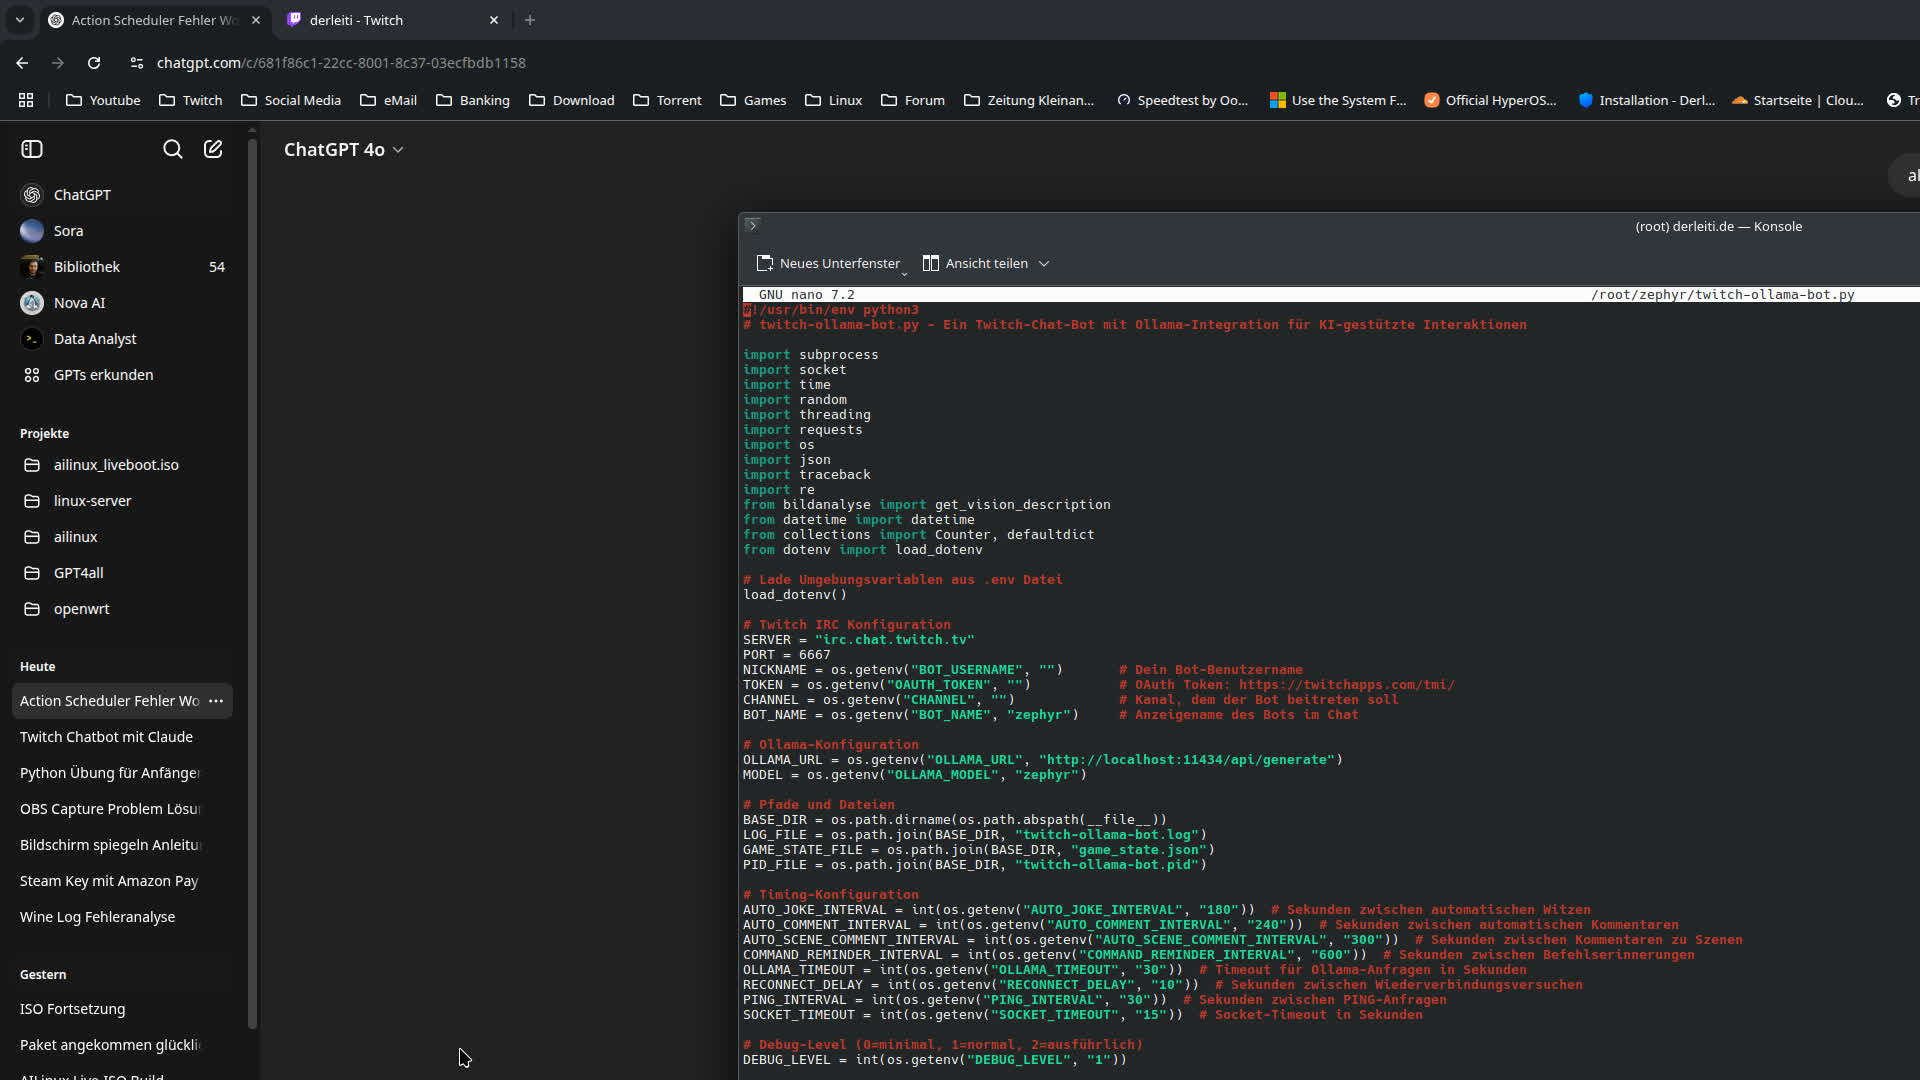 Action Scheduler Fehler Wo
derleiti - Twitch
chatgpt.com/c/681f86c1-22cc-8001-8c37-03ecfbdb1158
Youtube
Twitch
Social Media
eMail
Banking
Download
Torrent
Games
Linux
Forum
Zeitung Kleinan...
Speedtest by Oo...
Use the System F...
Official HyperOS...
Installation - Derl...
Startseite | Clou...
Tr
ChatGPT 4o
al
ChatGPT
Sora
Bibliothek 54
Nova AI
Data Analyst
GPTs erkunden
Projekte
ailinux_liveboot.iso
linux-server
ailinux
GPT4all
openwrt
Heute
Action Scheduler Fehler Wo
Twitch Chatbot mit Claude
Python Übung für Anfänger
OBS Capture Problem Lösu
Bildschirm spiegeln Anleitu
Steam Key mit Amazon Pay
Wine Log Fehleranalyse
Gestern
ISO Fortsetzung
Paket angekommen glückli
AILinux Live ISO Build
(root) derleiti.de — Konsole
Neues Unterfenster
Ansicht teilen
GNU nano 7.2 /root/zephyr/twitch-ollama-bot.py
#!/usr/bin/env python3
# twitch-ollama-bot.py - Ein Twitch-Chat-Bot mit Ollama-Integration für KI-gestützte Interaktionen
import subprocess
import socket
import time
import random
import threading
import requests
import os
import json
import traceback
import re
from bildanalyse import get_vision_description
from datetime import datetime
from collections import Counter, defaultdict
from dotenv import load_dotenv
# Lade Umgebungsvariablen aus .env Datei
load_dotenv()
# Twitch IRC Konfiguration
SERVER = "irc.chat.twitch.tv"
PORT = 6667
NICKNAME = os.getenv("BOT_USERNAME", "") # Dein Bot-Benutzername
TOKEN = os.getenv("OAUTH_TOKEN", "") # OAuth Token: https://twitchapps.com/tmi/
CHANNEL = os.getenv("CHANNEL", "") # Kanal, dem der Bot beitreten soll
BOT_NAME = os.getenv("BOT_NAME", "zephyr") # Anzeigename des Bots im Chat
# Ollama-Konfiguration
OLLAMA_URL = os.getenv("OLLAMA_URL", "http://localhost:11434/api/generate")
MODEL = os.getenv("OLLAMA_MODEL", "zephyr")
# Pfade und Dateien
BASE_DIR = os.path.dirname(os.path.abspath(__file__))
LOG_FILE = os.path.join(BASE_DIR, "twitch-ollama-bot.log")
GAME_STATE_FILE = os.path.join(BASE_DIR, "game_state.json")
PID_FILE = os.path.join(BASE_DIR, "twitch-ollama-bot.pid")
# Timing-Konfiguration
AUTO_JOKE_INTERVAL = int(os.getenv("AUTO_JOKE_INTERVAL", "180")) # Sekunden zwischen automatischen Witzen
AUTO_COMMENT_INTERVAL = int(os.getenv("AUTO_COMMENT_INTERVAL", "240")) # Sekunden zwischen automatischen Kommentaren
AUTO_SCENE_COMMENT_INTERVAL = int(os.getenv("AUTO_SCENE_COMMENT_INTERVAL", "300")) # Sekunden zwischen Kommentaren zu Szenen
COMMAND_REMINDER_INTERVAL = int(os.getenv("COMMAND_REMINDER_INTERVAL", "600")) # Sekunden zwischen Befehlserinnerungen
OLLAMA_TIMEOUT = int(os.getenv("OLLAMA_TIMEOUT", "30")) # Timeout für Ollama-Anfragen in Sekunden
RECONNECT_DELAY = int(os.getenv("RECONNECT_DELAY", "10")) # Sekunden zwischen Wiederverbindungsversuchen
PING_INTERVAL = int(os.getenv("PING_INTERVAL", "30")) # Sekunden zwischen PING-Anfragen
SOCKET_TIMEOUT = int(os.getenv("SOCKET_TIMEOUT", "15")) # Socket-Timeout in Sekunden
# Debug-Level (0=minimal, 1=normal, 2=ausführlich)
DEBUG_LEVEL = int(os.getenv("DEBUG_LEVEL", "1"))